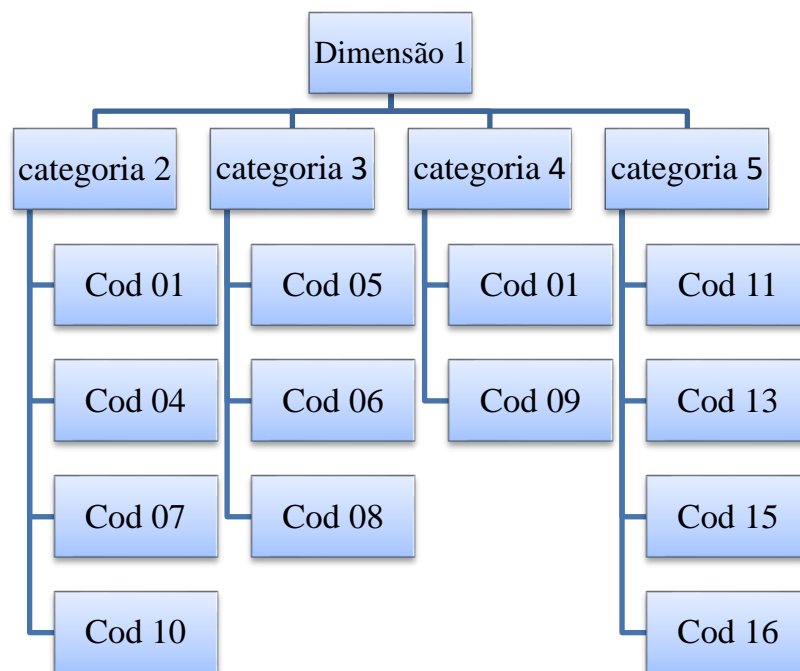 Dimensão 1
categoria 2
Cod 01
Cod 04
Cod 07
Cod 10
categoria 3
Cod 05
Cod 06
Cod 08
categoria 4
Cod 01
Cod 09
categoria 5
Cod 11
Cod 13
Cod 15
Cod 16